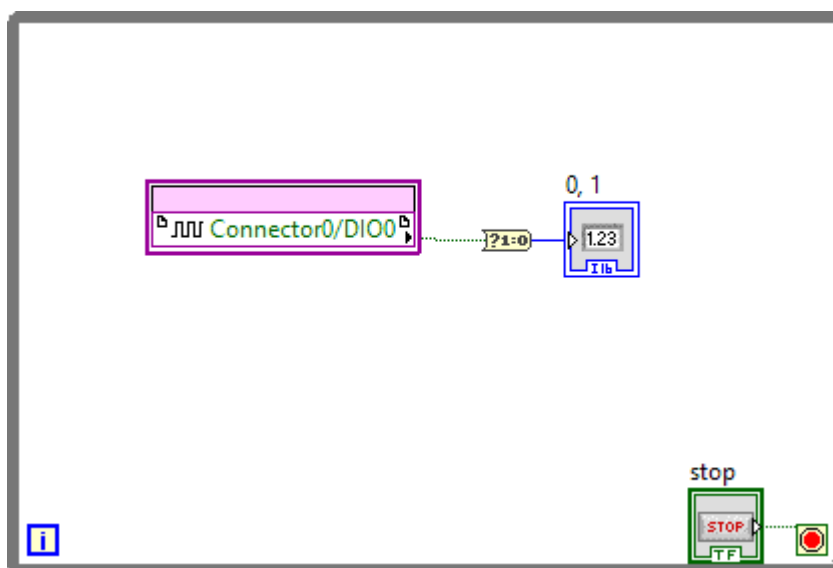 0, 1
Connector0/DIO0
?1:0
1.23
I16
stop
STOP
TF
i